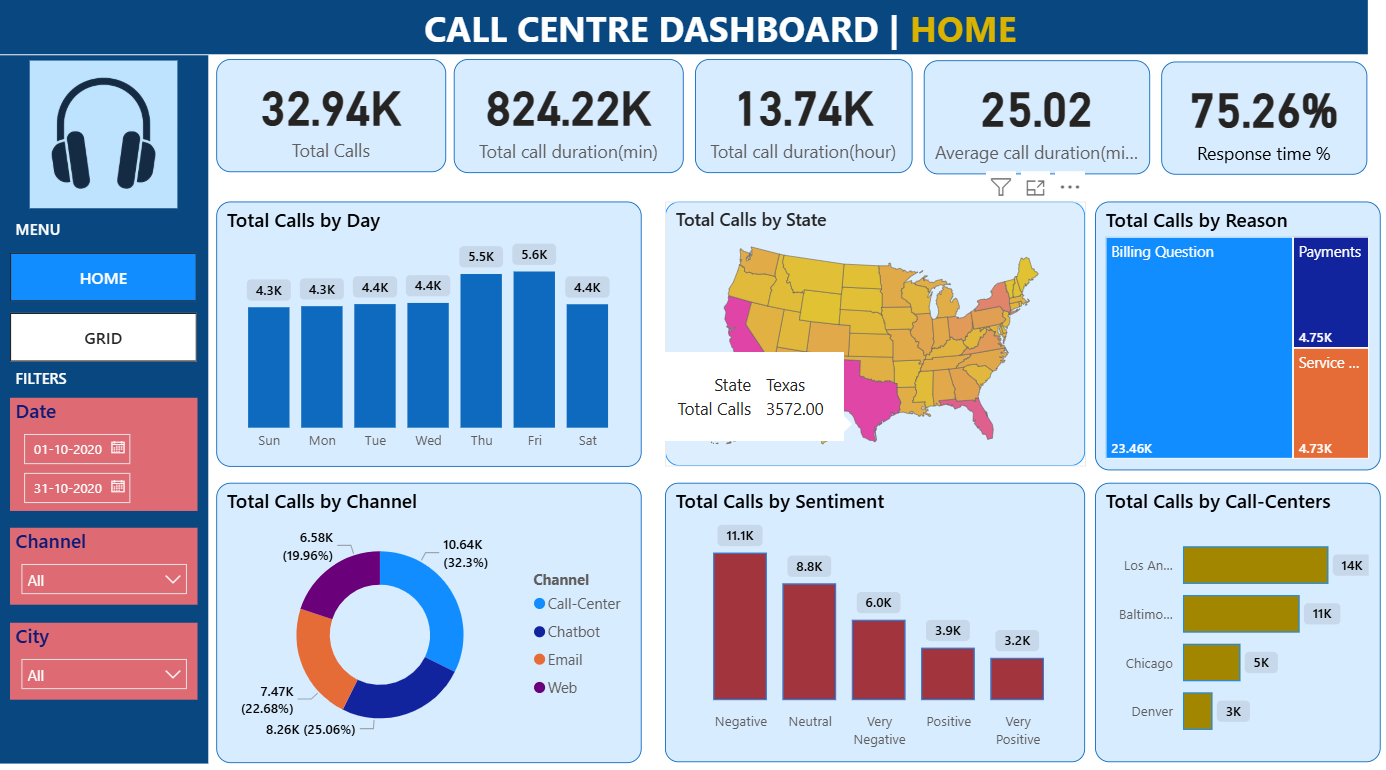 CALL CENTRE DASHBOARD | HOME
MENU
HOME
GRID
FILTERS
Date
01-10-2020
31-10-2020
Channel
All
City
All
32.94K
Total Calls
824.22K
Total call duration(min)
13.74K
Total call duration(hour)
25.02
Average call duration(mi...
75.26%
Response time %
Total Calls by Day
4.3K 4.3K 4.4K 4.4K 5.5K 5.6K 4.4K
Sun Mon Tue Wed Thu Fri Sat
Total Calls by State
State Texas
Total Calls 3572.00
Total Calls by Reason
Billing Question
23.46K
Payments
4.75K
Service ...
4.73K
Total Calls by Channel
6.58K
(19.96%)
10.64K
(32.3%)
7.47K
(22.68%)
8.26K (25.06%)
Channel
Call-Center
Chatbot
Email
Web
Total Calls by Sentiment
11.1K 8.8K 6.0K 3.9K 3.2K
Negative
Neutral
Very
Negative
Positive
Very
Positive
Total Calls by Call-Centers
Los An... 14K
Baltimo... 11K
Chicago 5K
Denver 3K